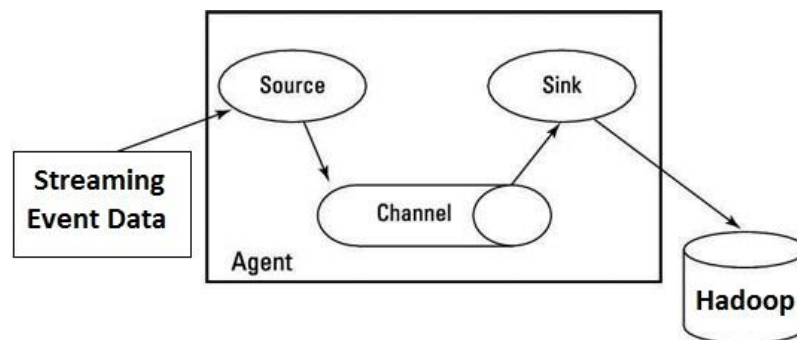 Source
Sink
Streaming
Event Data
Channel
Agent
Hadoop